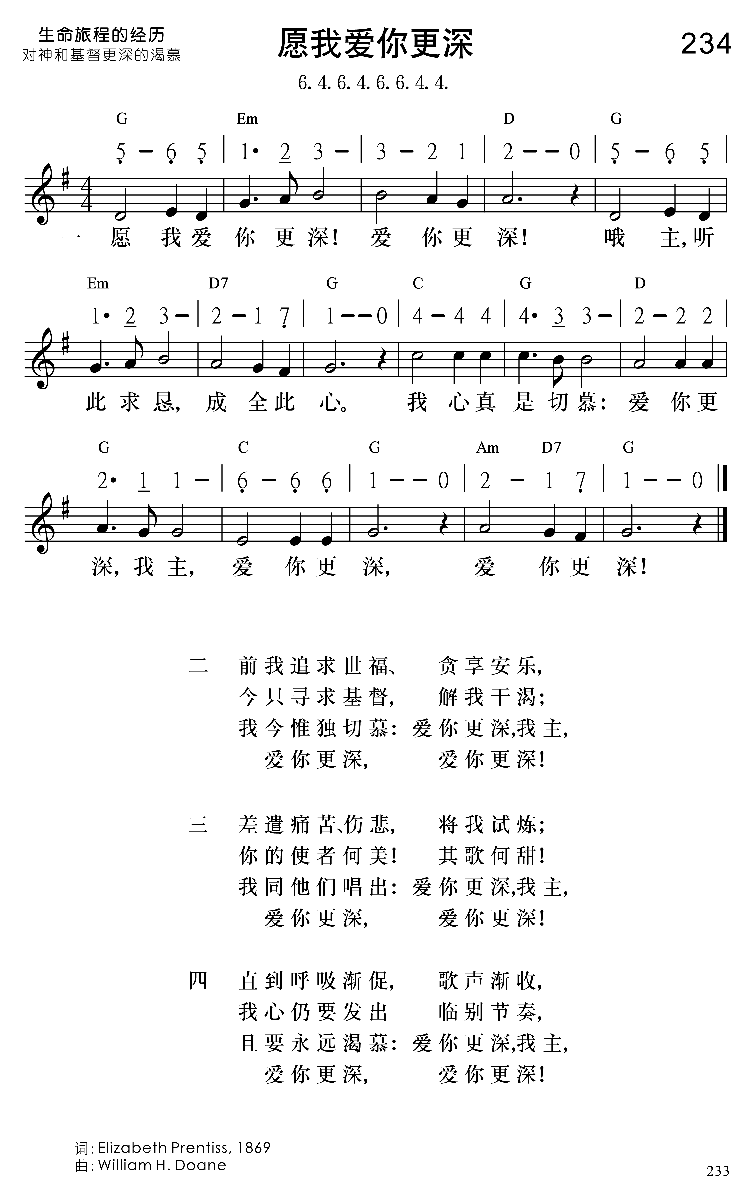 生命旅程的经历
对神和基督更深的渴慕
愿我爱你更深
234
6. 4. 6. 4. 6. 6. 4. 4.
G Em D G
5 – 6 5 | 1· 2 3 – | 3 – 2 1 | 2 – – 0 | 5 – 6 5 |
4 4
愿 我 爱 你 更 深! 爱 你 更 深! 哦 主, 听
Em D7 G C G D
1· 2 3 – | 2 – 1 7 | 1 – – 0 | 4 – 4 4 | 4· 3 3 – | 2 – 2 2 |
此 求 恳, 成 全 此 心。 我 心 真 是 切 慕: 爱 你 更
G C G Am D7 G
2· 1 1 – | 6 – 6 6 | 1 – – 0 | 2 – 1 7 | 1 – – 0 |
深, 我 主, 爱 你 更 深, 爱 你 更 深!
二 前我追求世福、 贪享安乐,
今只寻求基督, 解我干渴;
我今惟独切慕: 爱你更深,我主,
爱你更深, 爱你更深!
三 差遣痛苦、伤悲, 将我试炼;
你的使者何美! 其歌何甜!
我同他们唱出: 爱你更深,我主,
爱你更深, 爱你更深!
四 直到呼吸渐促, 歌声渐收,
我心仍要发出 临别节奏,
且要永远渴慕: 爱你更深,我主,
爱你更深, 爱你更深!
词: Elizabeth Prentiss, 1869
曲: William H. Doane
233